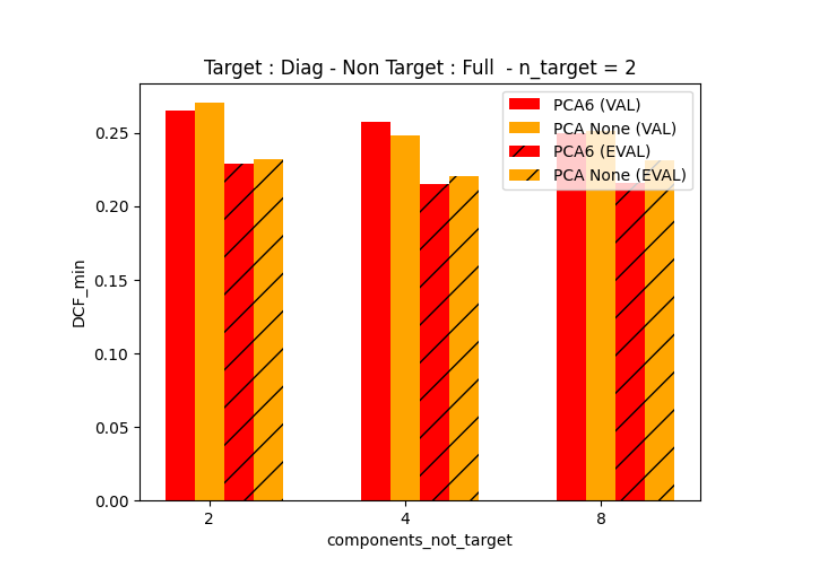 Target : Diag - Non Target : Full  - n_target = 2
PCA6 (VAL)
PCA None (VAL)
PCA6 (EVAL)
PCA None (EVAL)
DCF_min
0.25
0.20
0.15
0.10
0.05
0.00
2 4 8
components_not_target